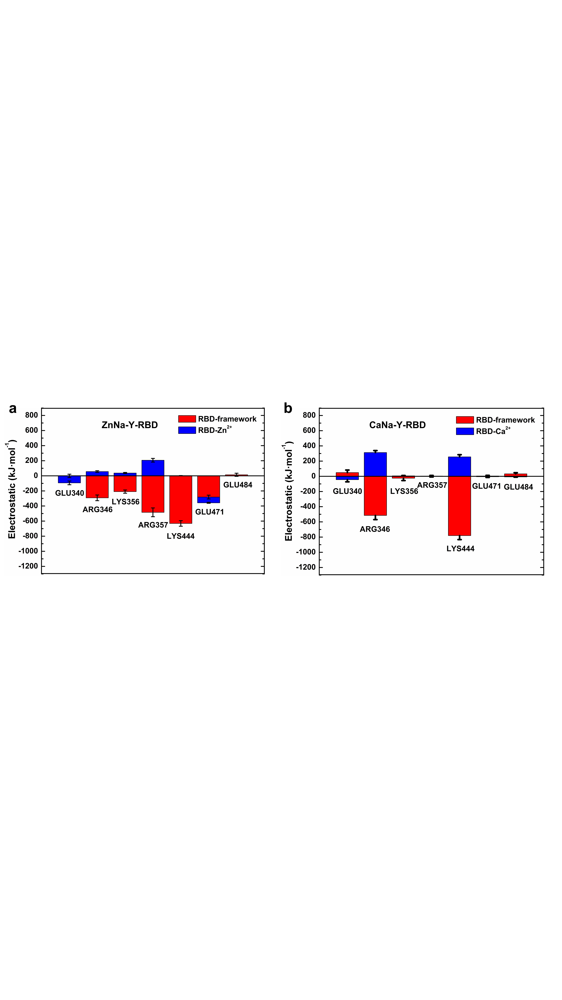 a
ZnNa-Y-RBD
RBD-framework
RBD-Zn2+
Electrostatic (kJ·mol-1)
800
600
400
200
0
-200
-400
-600
-800
-1000
-1200
GLU340
ARG346
LYS356
ARG357
LYS444
GLU471
GLU484
b
CaNa-Y-RBD
RBD-framework
RBD-Ca2+
Electrostatic (kJ·mol-1)
800
600
400
200
0
-200
-400
-600
-800
-1000
-1200
GLU340
ARG346
LYS356
ARG357
LYS444
GLU471
GLU484